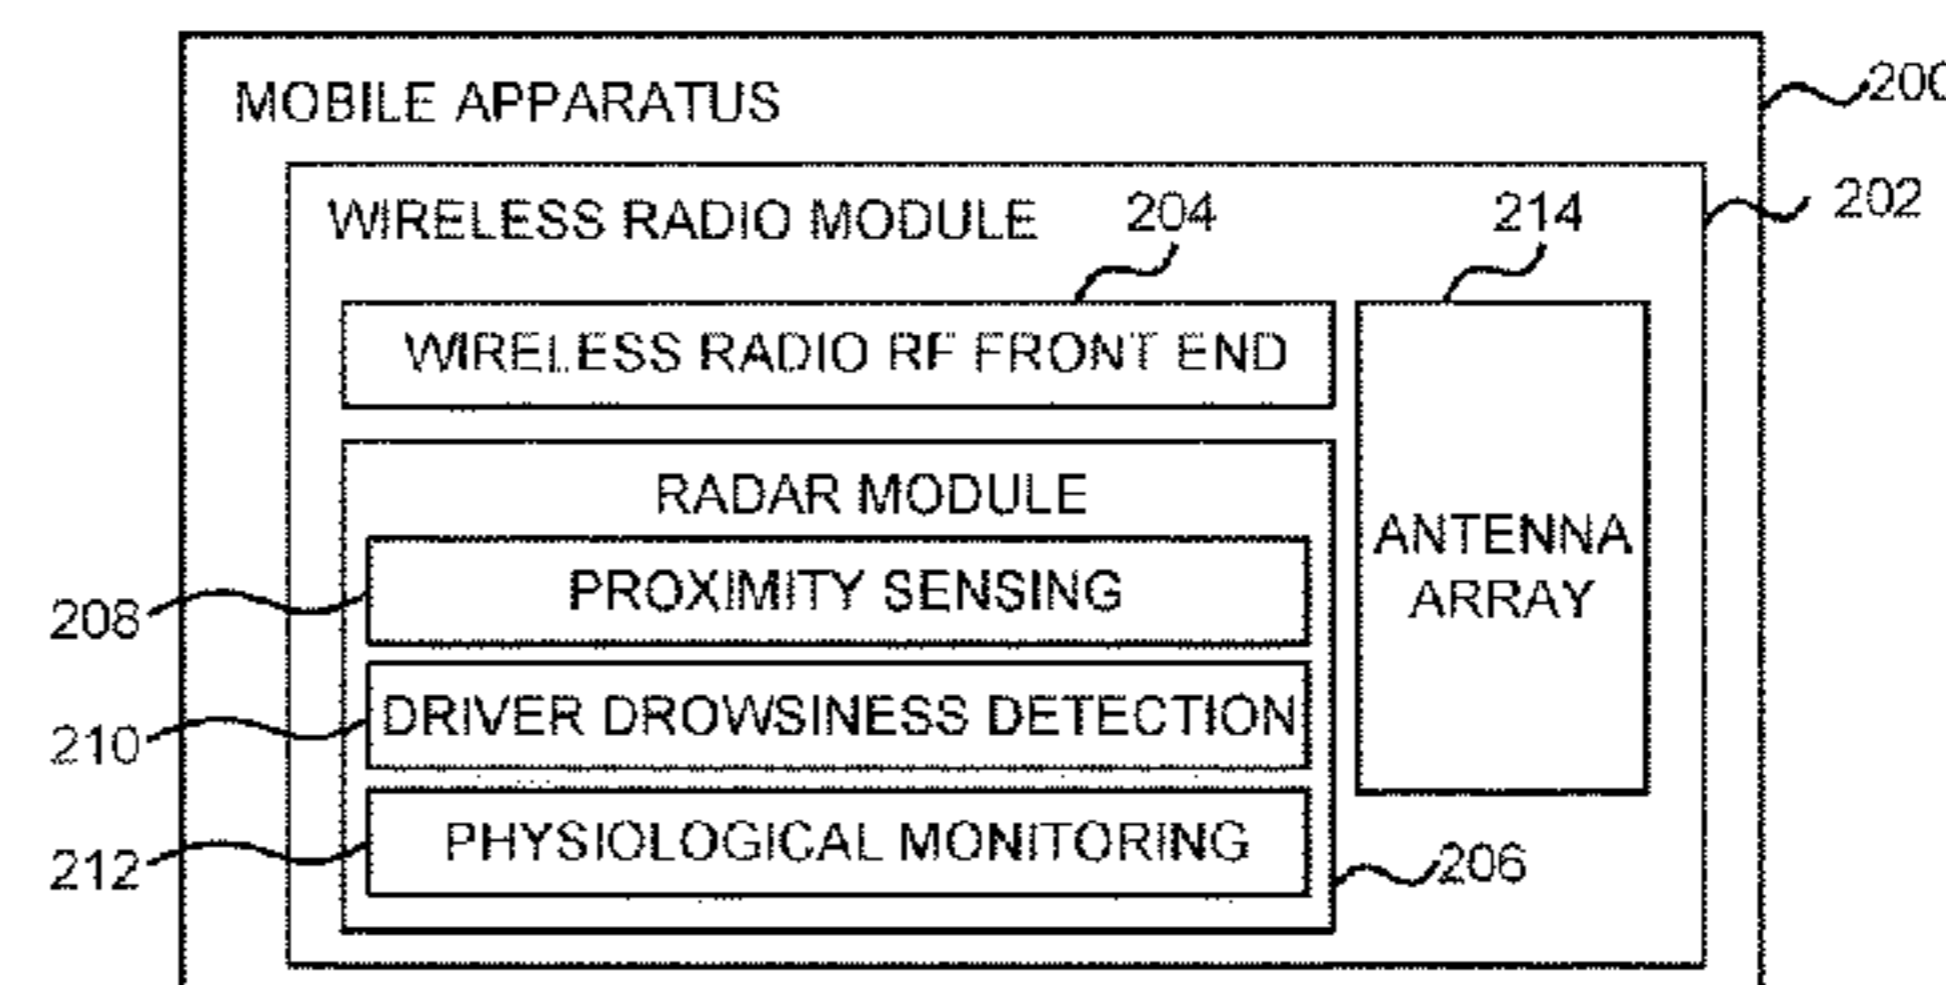 MOBILE APPARATUS
200
WIRELESS RADIO MODULE
204
214
202
WIRELESS RADIO RF FRONT END
RADAR MODULE
ANTENNA
ARRAY
PROXIMITY SENSING
208
DRIVER DROWSINESS DETECTION
210
PHYSIOLOGICAL MONITORING
212
206